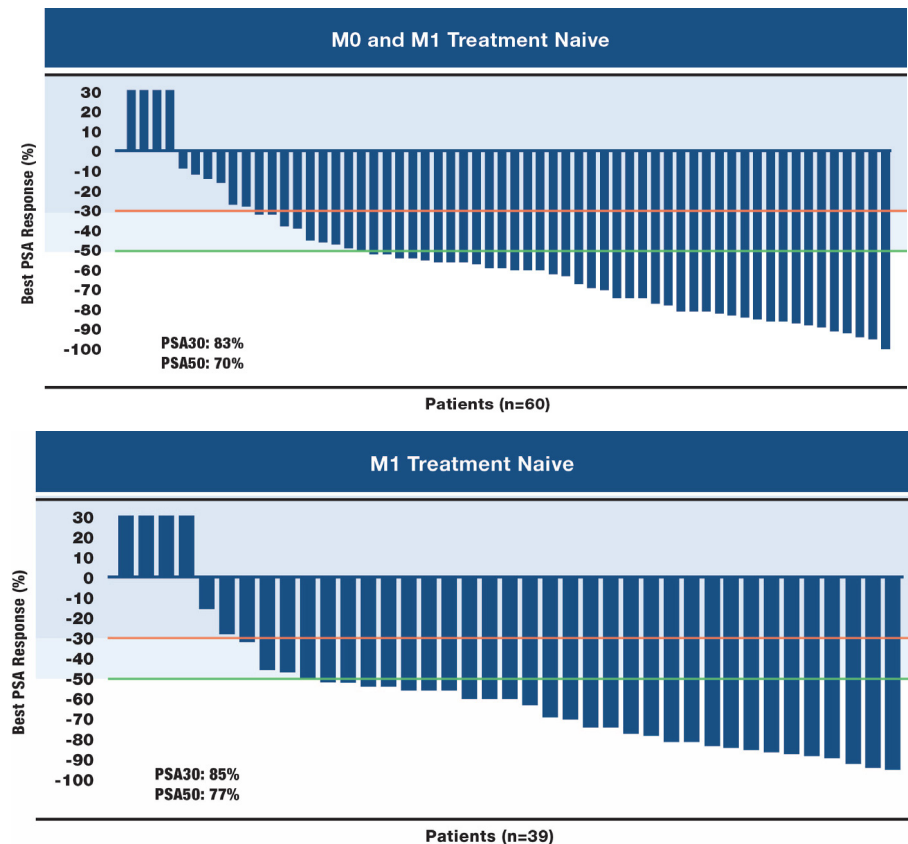 M0 and M1 Treatment Naive
Best PSA Response (%)
30
20
10
0
-10
-20
-30
-40
-50
-60
-70
-80
-90
-100
PSA30: 83%
PSA50: 70%
Patients (n=60)
M1 Treatment Naive
Best PSA Response (%)
30
20
10
0
-10
-20
-30
-40
-50
-60
-70
-80
-90
-100
PSA30: 85%
PSA50: 77%
Patients (n=39)